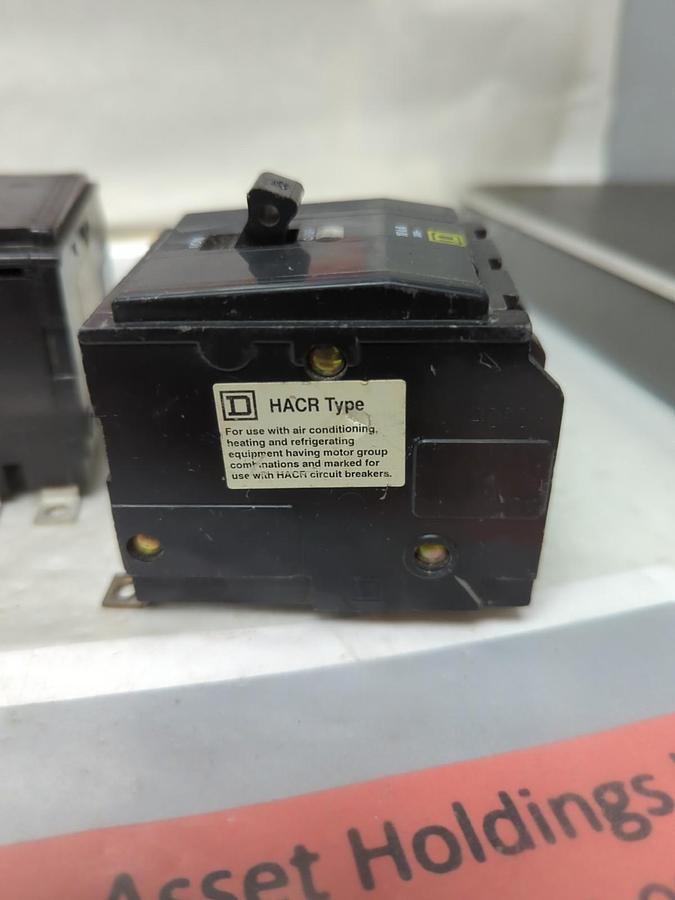 D HACR Type
For use with air conditioning,
heating and refrigerating
equipment having motor group
combinations and marked for
use with HACR circuit breakers.
Asset Holdings